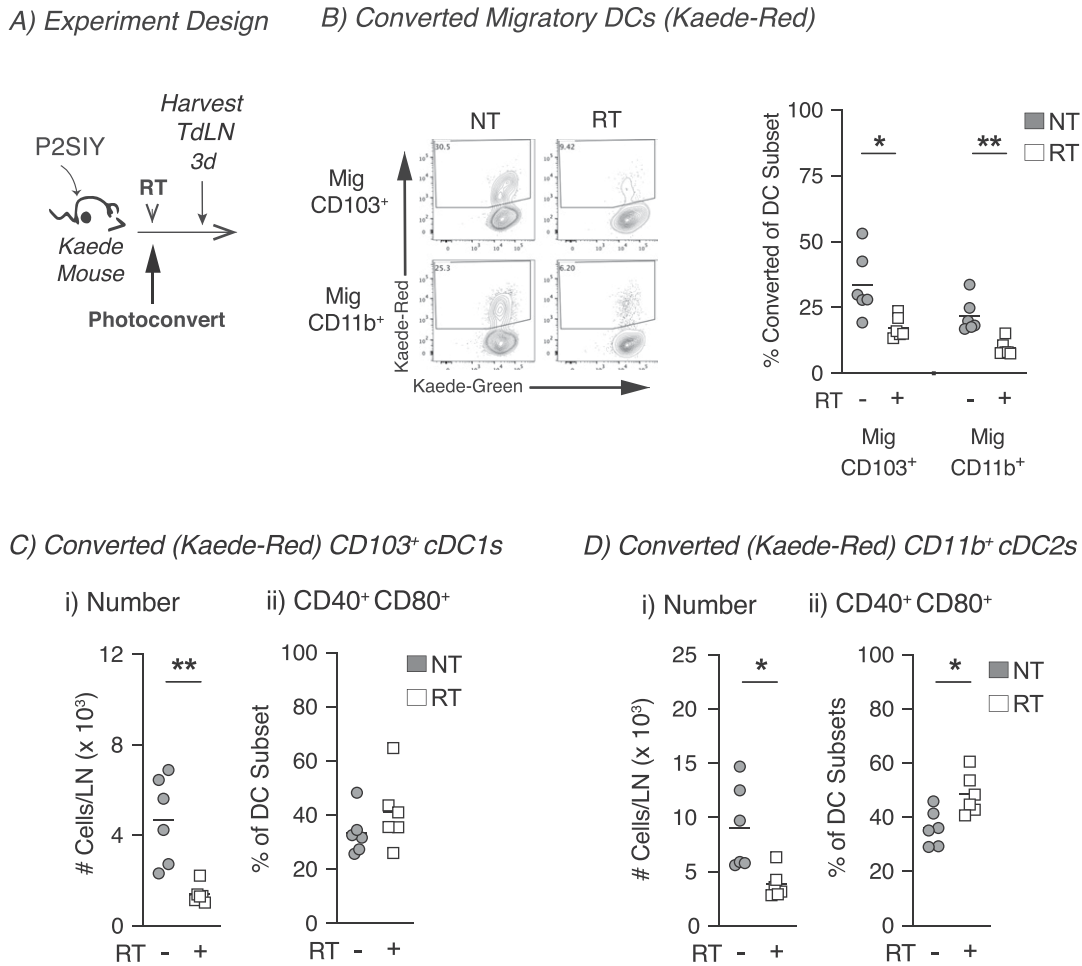 A) Experiment Design
P2SIY
Kaede
Mouse
RT
Harvest
TdLN
3d
Photoconvert
B) Converted Migratory DCs (Kaede-Red)
NT
RT
Mig
CD103+
30.5
9.42
Mig
CD11b+
25.3
6.20
Kaede-Red
Kaede-Green
% Converted of DC Subset
100
75
50
25
0
*
**
NT
RT
RT - + - +
Mig
CD103+
Mig
CD11b+
C) Converted (Kaede-Red) CD103+ cDC1s
i) Number
# Cells/LN (x 10³)
12
8
4
0
**
RT - +
ii) CD40+ CD80+
% of DC Subset
100
80
60
40
20
0
NT
RT
RT - +
D) Converted (Kaede-Red) CD11b+ cDC2s
i) Number
# Cells/LN (x 10³)
25
20
15
10
5
0
*
RT - +
ii) CD40+ CD80+
% of DC Subsets
100
80
60
40
20
0
*
NT
RT
RT - +